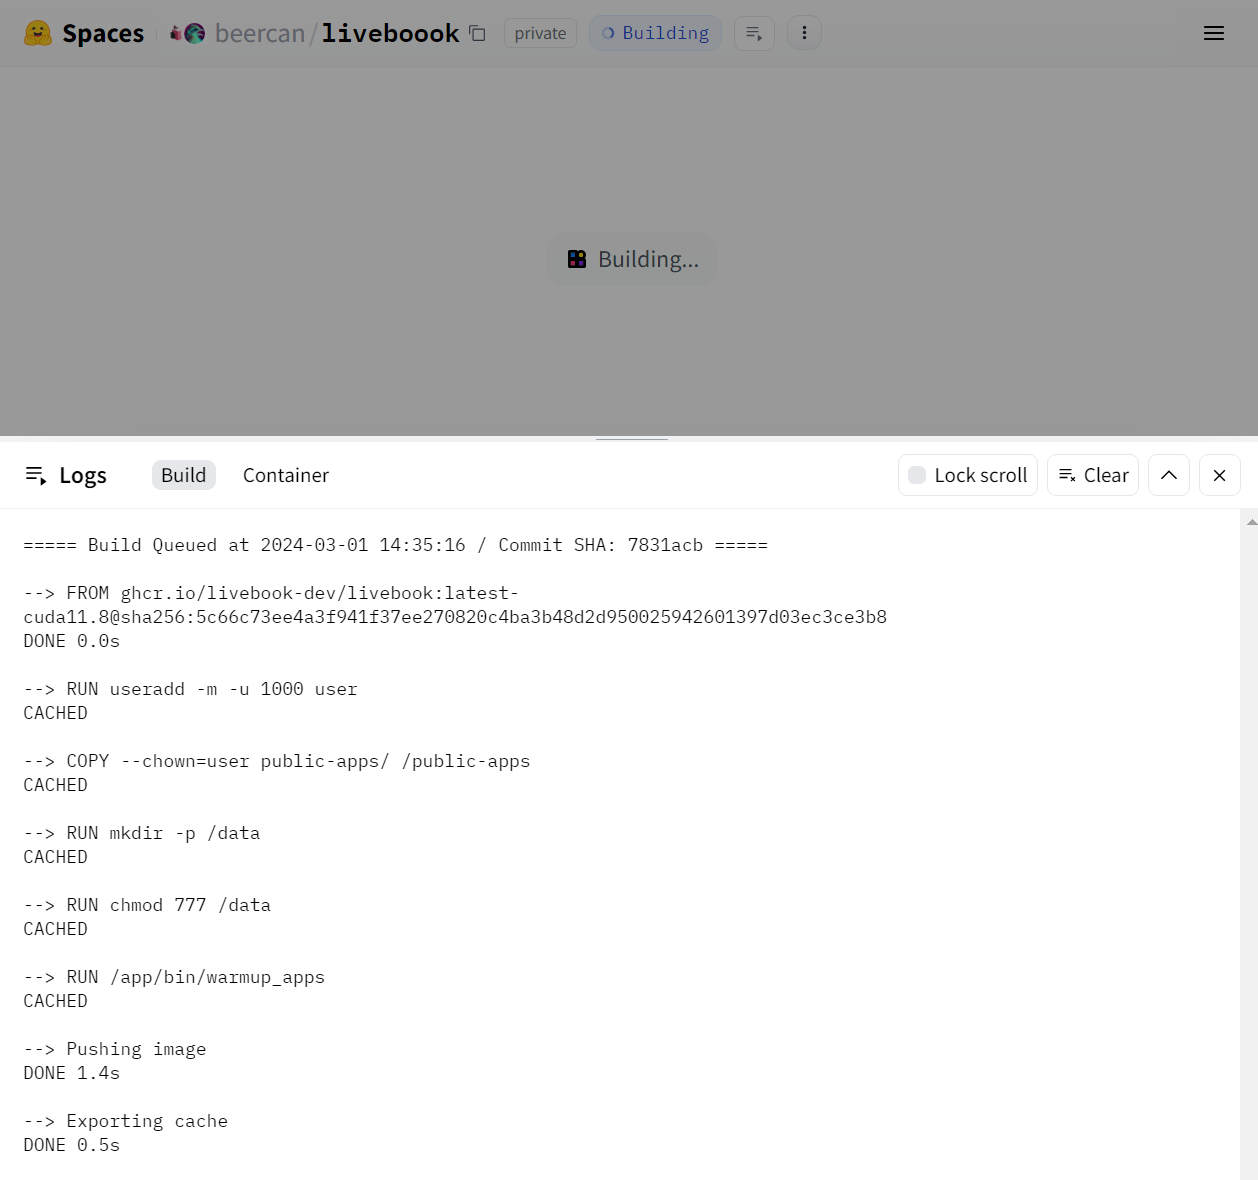 Spaces beercan/liveboook private Building
Building...
Logs Build Container Lock scroll Clear
===== Build Queued at 2024-03-01 14:35:16 / Commit SHA: 7831acb =====
--> FROM ghcr.io/livebook-dev/livebook:latest-
cuda11.8@sha256:5c66c73ee4a3f941f37ee270820c4ba3b48d2d950025942601397d03ec3ce3b8
DONE 0.0s
--> RUN useradd -m -u 1000 user
CACHED
--> COPY --chown=user public-apps/ /public-apps
CACHED
--> RUN mkdir -p /data
CACHED
--> RUN chmod 777 /data
CACHED
--> RUN /app/bin/warmup_apps
CACHED
--> Pushing image
DONE 1.4s
--> Exporting cache
DONE 0.5s